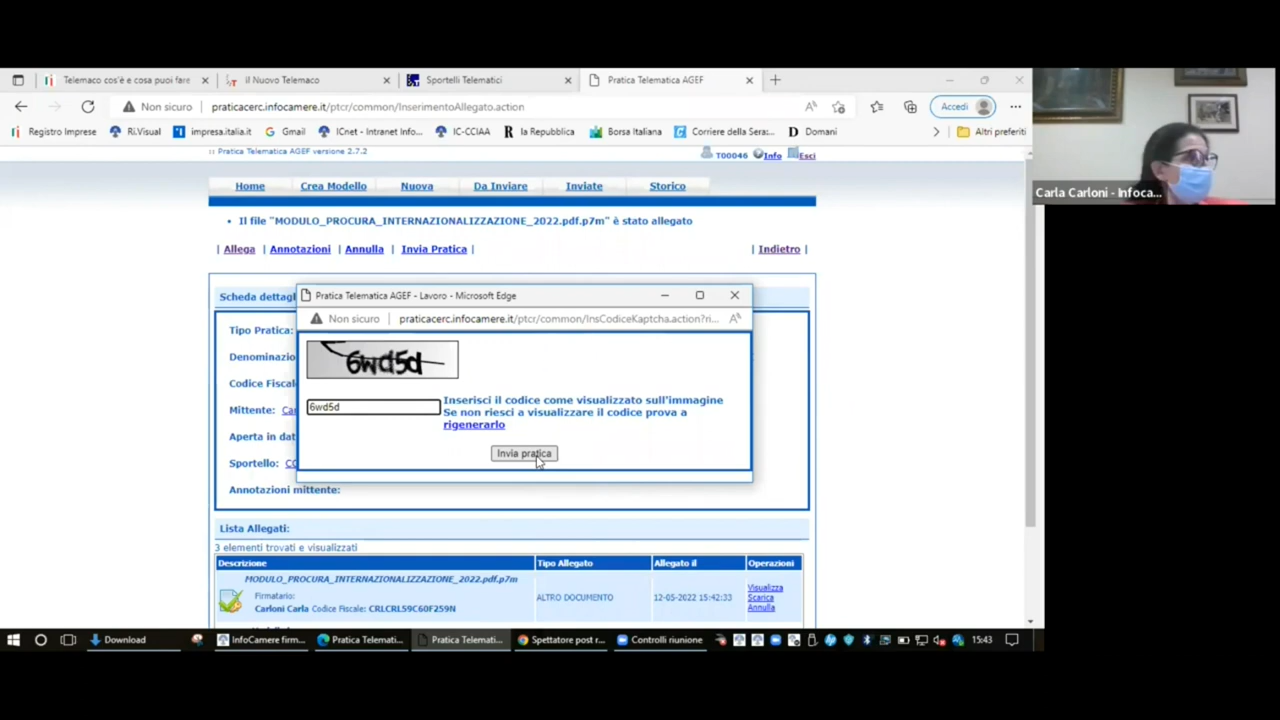 Telemaco cos'è e cosa puoi fare
il Nuovo Telemaco
Sportelli Telematici
Pratica Telematica AGEF
Non sicuro praticacerc.infocamere.it/ptcr/common/InserimentoAllegato.action
Accedi
Registro Imprese Ri.Visual impresa.italia.it Gmail ICnet - Intranet Info... IC-CCIAA la Repubblica Borsa Italiana Corriere della Sera:... Domani Altri preferiti
Carla Carloni - Infoca...
:: Pratica Telematica AGEF versione 2.7.2
T00046 Info Esci
Home Crea Modello Nuova Da Inviare Inviate Storico
• Il file "MODULO_PROCURA_INTERNAZIONALIZZAZIONE_2022.pdf.p7m" è stato allegato
| Allega | Annotazioni | Annulla | Invia Pratica |
| Indietro |
Scheda dettag
Pratica Telematica AGEF - Lavoro - Microsoft Edge
Non sicuro praticacerc.infocamere.it/ptcr/common/InsCodiceKaptcha.action?ri...
Tipo Pratica:
Denominazio
Codice Fiscal
Mittente: Ca
Aperta in dat
Sportello: CC
Annotazioni mittente:
6wd5d
6wd5d
Inserisci il codice come visualizzato sull'immagine
Se non riesci a visualizzare il codice prova a
rigenerarlo
Invia pratica
Lista Allegati:
3 elementi trovati e visualizzati
Descrizione Tipo Allegato Allegato il Operazioni
MODULO_PROCURA_INTERNAZIONALIZZAZIONE_2022.pdf.p7m
Firmatario:
Carloni Carla Codice Fiscale: CRLCRL59C60F259N
ALTRO DOCUMENTO
12-05-2022 15:42:33
Visualizza
Scarica
Annulla
Download
InfoCamere firm...
Pratica Telemati...
Pratica Telemati...
Spettatore post r...
Controlli riunione
15:43